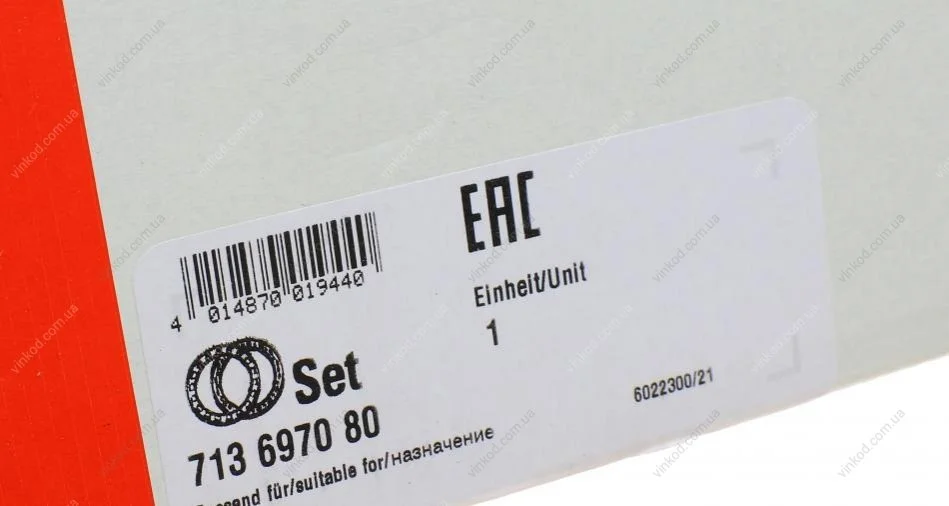 EAC
4 014870 019440
Einheit/Unit
1
Set
6022300/21
713 6970 80
für/suitable for/назначение
vinkod.com.ua